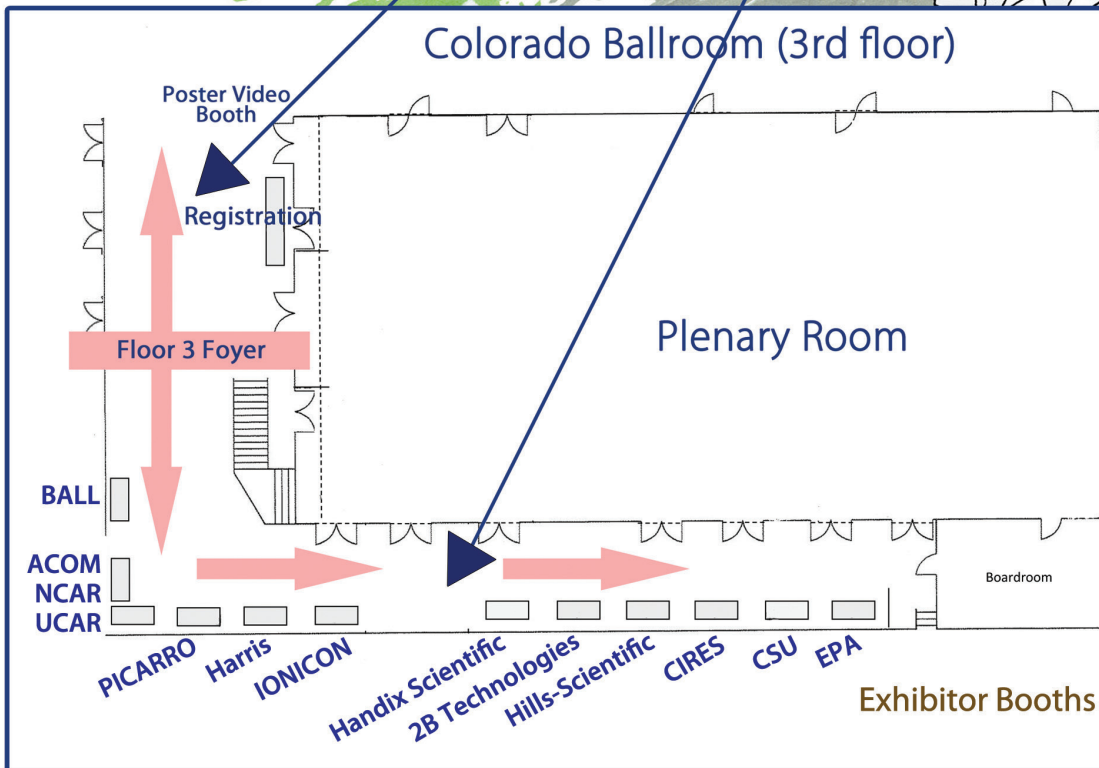 Colorado Ballroom (3rd floor)
Poster Video
Booth
Registration
Floor 3 Foyer
Plenary Room
BALL
ACOM
NCAR
UCAR
PICARRO
Harris
IONICON
Handix Scientific
2B Technologies
Hills-Scientific
CIRES
CSU
EPA
Boardroom
Exhibitor Booths